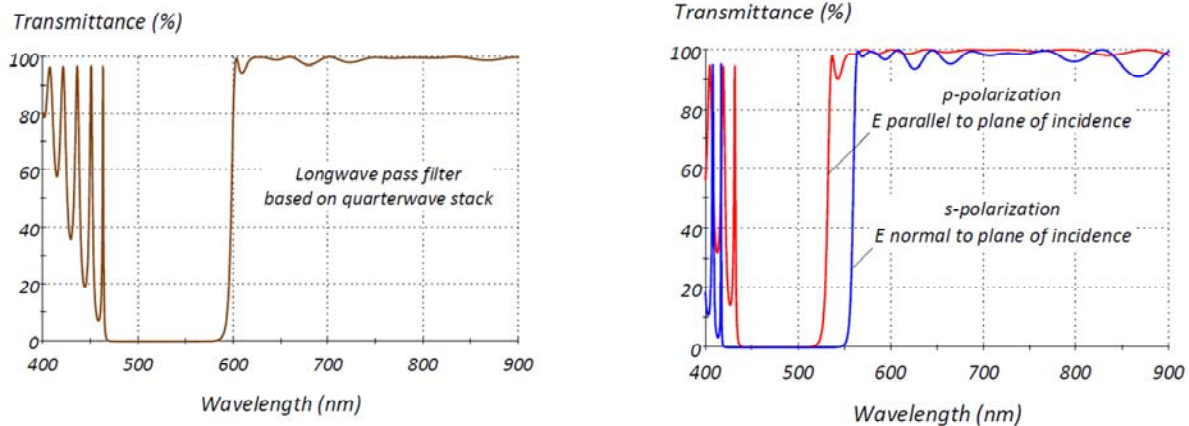 Transmittance (%)
100
80
60
40
20
0
400
500
600
700
800
900
Longwave pass filter
based on quarterwave stack
Wavelength (nm)
Transmittance (%)
100
80
60
40
20
0
400
500
600
700
800
900
p-polarization
E parallel to plane of incidence
s-polarization
E normal to plane of incidence
Wavelength (nm)